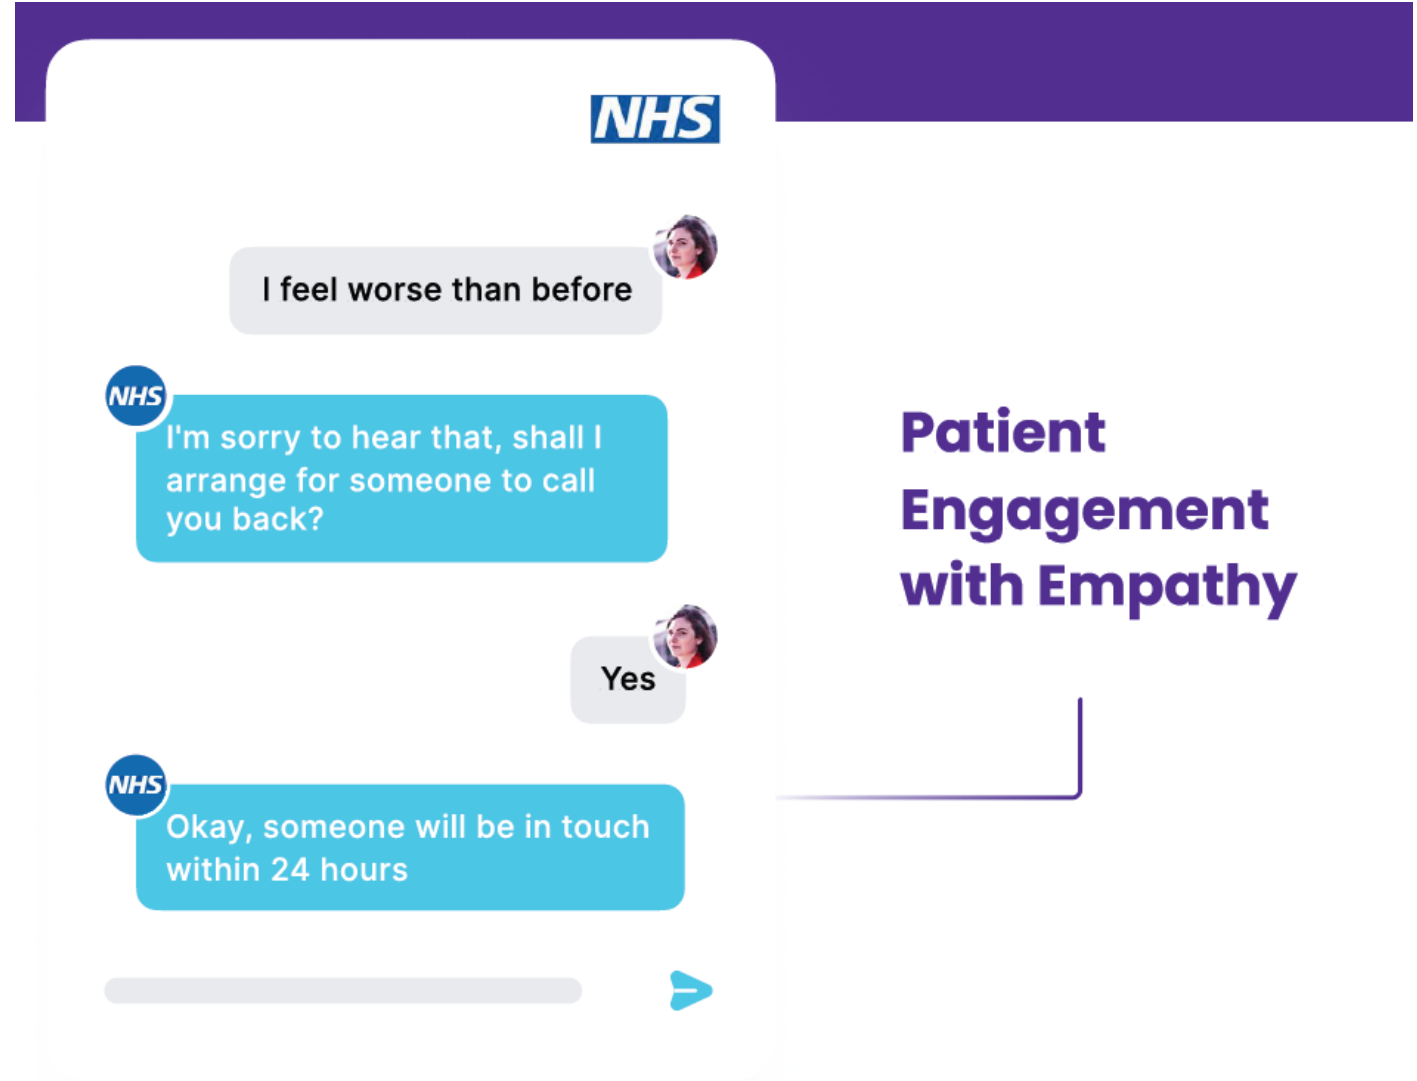 NHS
I feel worse than before
NHS
I'm sorry to hear that, shall I
arrange for someone to call
you back?
Yes
NHS
Okay, someone will be in touch
within 24 hours
Patient
Engagement
with Empathy